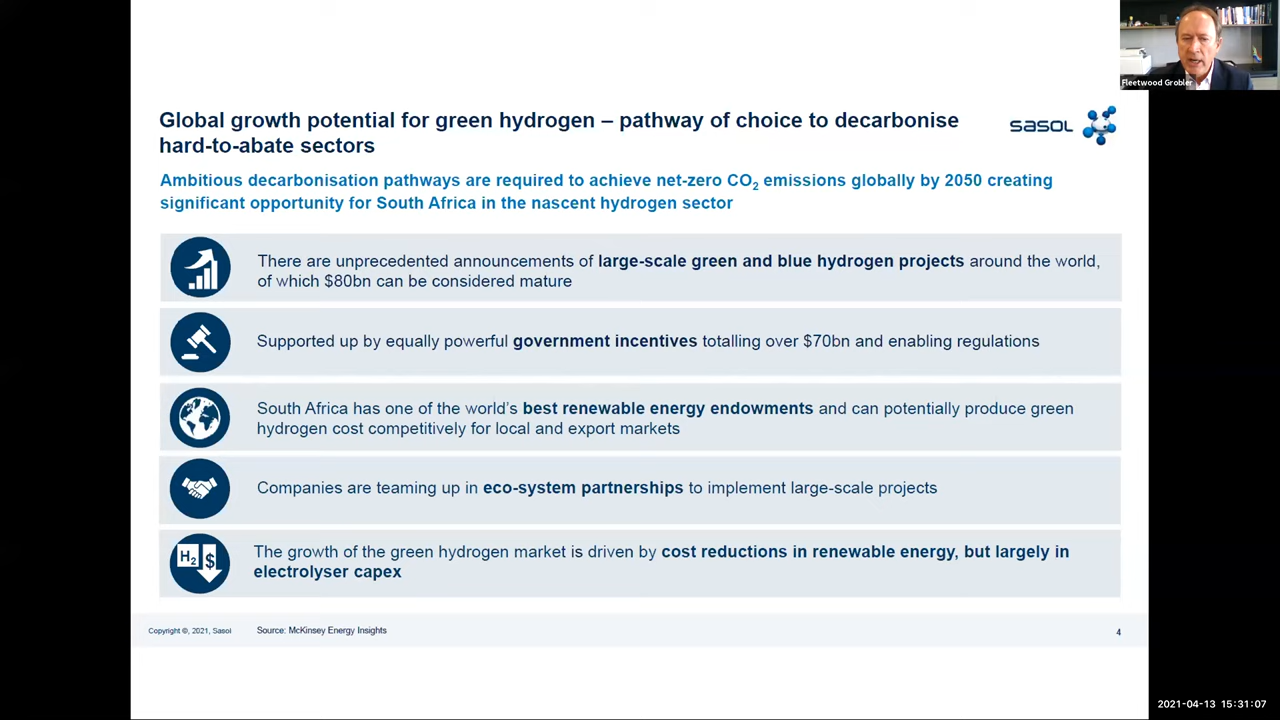 Fleetwood Grobler
Global growth potential for green hydrogen – pathway of choice to decarbonise
hard-to-abate sectors
sasol
Ambitious decarbonisation pathways are required to achieve net-zero CO₂ emissions globally by 2050 creating
significant opportunity for South Africa in the nascent hydrogen sector
There are unprecedented announcements of large-scale green and blue hydrogen projects around the world,
of which $80bn can be considered mature
Supported up by equally powerful government incentives totalling over $70bn and enabling regulations
South Africa has one of the world's best renewable energy endowments and can potentially produce green
hydrogen cost competitively for local and export markets
Companies are teaming up in eco-system partnerships to implement large-scale projects
H₂ $
The growth of the green hydrogen market is driven by cost reductions in renewable energy, but largely in
electrolyser capex
Copyright ©, 2021, Sasol
Source: McKinsey Energy Insights
4
2021-04-13 15:31:07